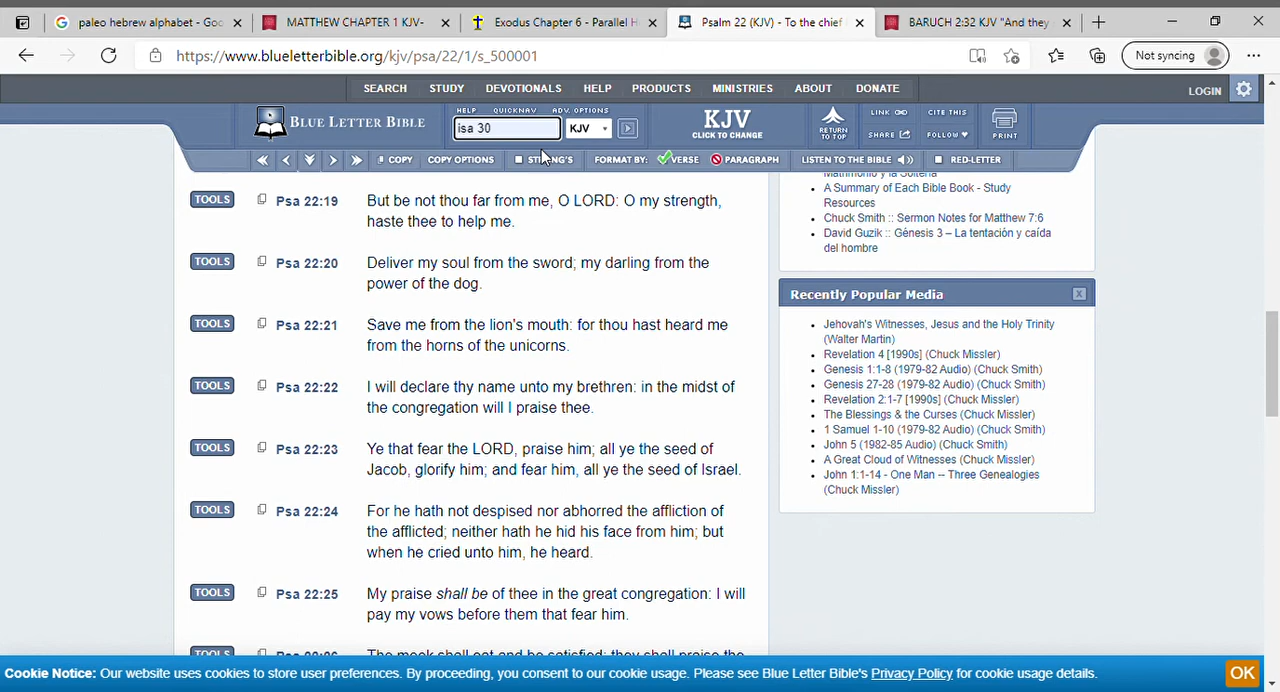 paleo hebrew alphabet - Goo
MATTHEW CHAPTER 1 KJV-
Exodus Chapter 6 - Parallel H
Psalm 22 (KJV) - To the chief
BARUCH 2:32 KJV "And they
https://www.blueletterbible.org/kjv/psa/22/1/s_500001
Not syncing
SEARCH STUDY DEVOTIONALS HELP PRODUCTS MINISTRIES ABOUT DONATE LOGIN
BLUE LETTER BIBLE
HELP QUICKNAV ADV. OPTIONS
isa 30 KJV
KJV
CLICK TO CHANGE
RETURN
TO TOP
LINK CITE THIS
SHARE FOLLOW
PRINT
COPY COPY OPTIONS STRONG'S FORMAT BY: VERSE PARAGRAPH LISTEN TO THE BIBLE RED-LETTER
TOOLS Psa 22:19 But be not thou far from me, O LORD: O my strength,
haste thee to help me.
TOOLS Psa 22:20 Deliver my soul from the sword; my darling from the
power of the dog.
TOOLS Psa 22:21 Save me from the lion's mouth: for thou hast heard me
from the horns of the unicorns.
TOOLS Psa 22:22 I will declare thy name unto my brethren: in the midst of
the congregation will I praise thee.
TOOLS Psa 22:23 Ye that fear the LORD, praise him; all ye the seed of
Jacob, glorify him; and fear him, all ye the seed of Israel.
TOOLS Psa 22:24 For he hath not despised nor abhorred the affliction of
the afflicted; neither hath he hid his face from him; but
when he cried unto him, he heard.
TOOLS Psa 22:25 My praise shall be of thee in the great congregation: I will
pay my vows before them that fear him.
TOOLS The meek shall eat and be satisfied: they shall praise the
Matrimonio y la Soltería
A Summary of Each Bible Book - Study
Resources
Chuck Smith :: Sermon Notes for Matthew 7:6
David Guzik :: Génesis 3 – La tentación y caída
del hombre
Recently Popular Media X
Jehovah's Witnesses, Jesus and the Holy Trinity
(Walter Martin)
Revelation 4 [1990s] (Chuck Missler)
Genesis 1:1-8 (1979-82 Audio) (Chuck Smith)
Genesis 27-28 (1979-82 Audio) (Chuck Smith)
Revelation 2:1-7 [1990s] (Chuck Missler)
The Blessings & the Curses (Chuck Missler)
1 Samuel 1-10 (1979-82 Audio) (Chuck Smith)
John 5 (1982-85 Audio) (Chuck Smith)
A Great Cloud of Witnesses (Chuck Missler)
John 1:1-14 - One Man -- Three Genealogies
(Chuck Missler)
Cookie Notice: Our website uses cookies to store user preferences. By proceeding, you consent to our cookie usage. Please see Blue Letter Bible's Privacy Policy for cookie usage details. OK